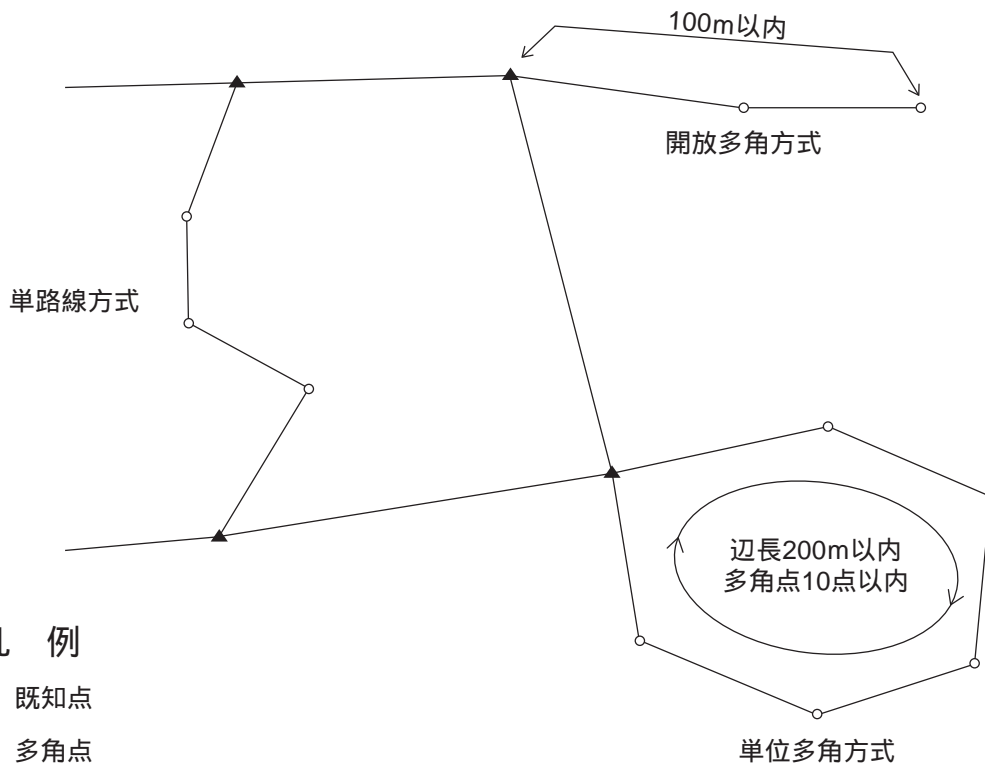 100m以内
開放多角方式
単路線方式
辺長200m以内
多角点10点以内
例
既知点
多角点
単位多角方式